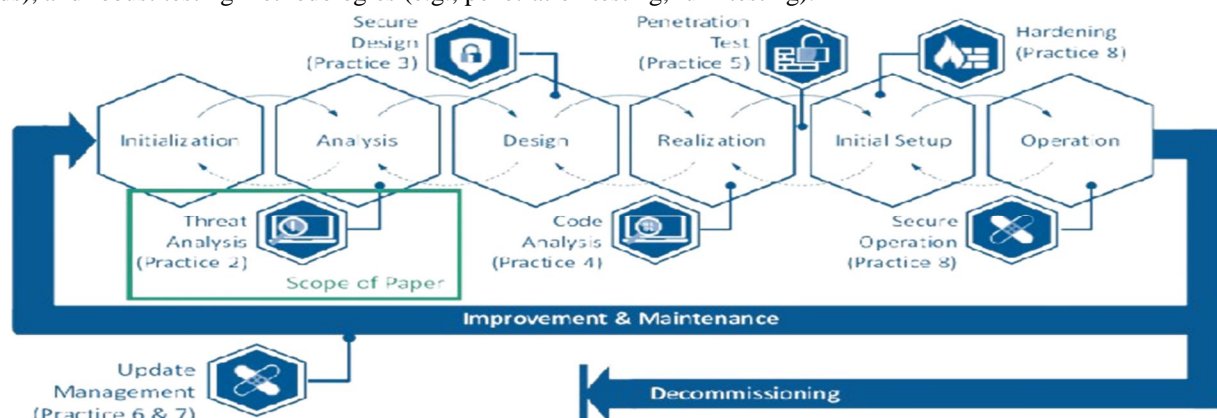 Secure
Design
(Practice 3)
Penetration
Test
(Practice 5)
Hardening
(Practice 8)
Initialization
Analysis
Design
Realization
Initial Setup
Operation
Threat
Analysis
(Practice 2)
Scope of Paper
Code
Analysis
(Practice 4)
Secure
Operation
(Practice 8)
Improvement & Maintenance
Update
Management
(Practice 6 & 7)
Decommissioning